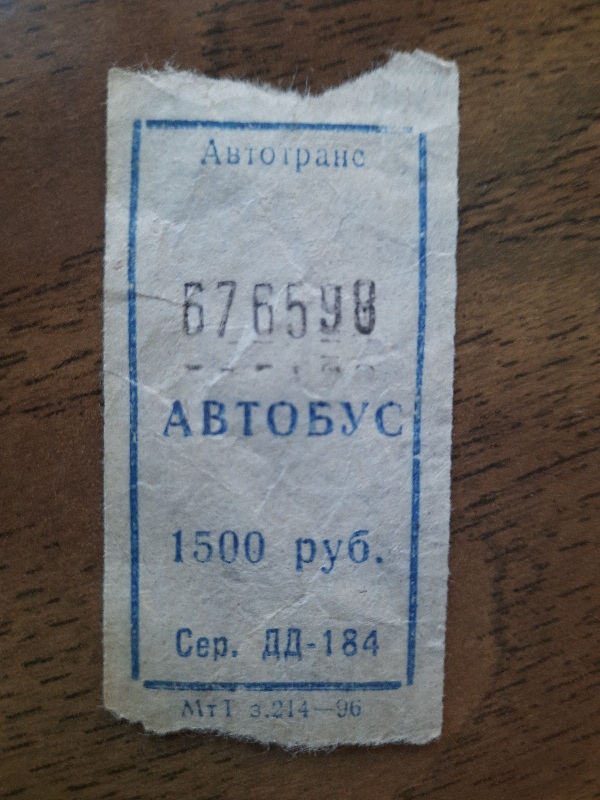 Автотранс
676598
АВТОБУС
1500 руб.
Сер. ДД-184
МтТ з.214—96